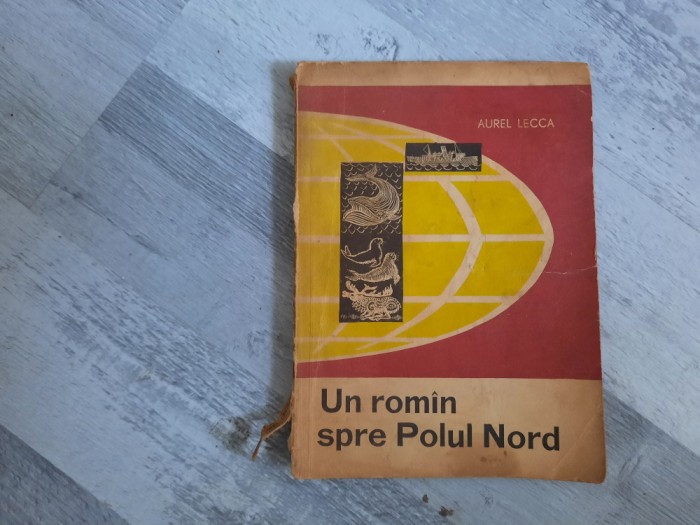 AUREL LECCA
Un romîn
spre Polul Nord